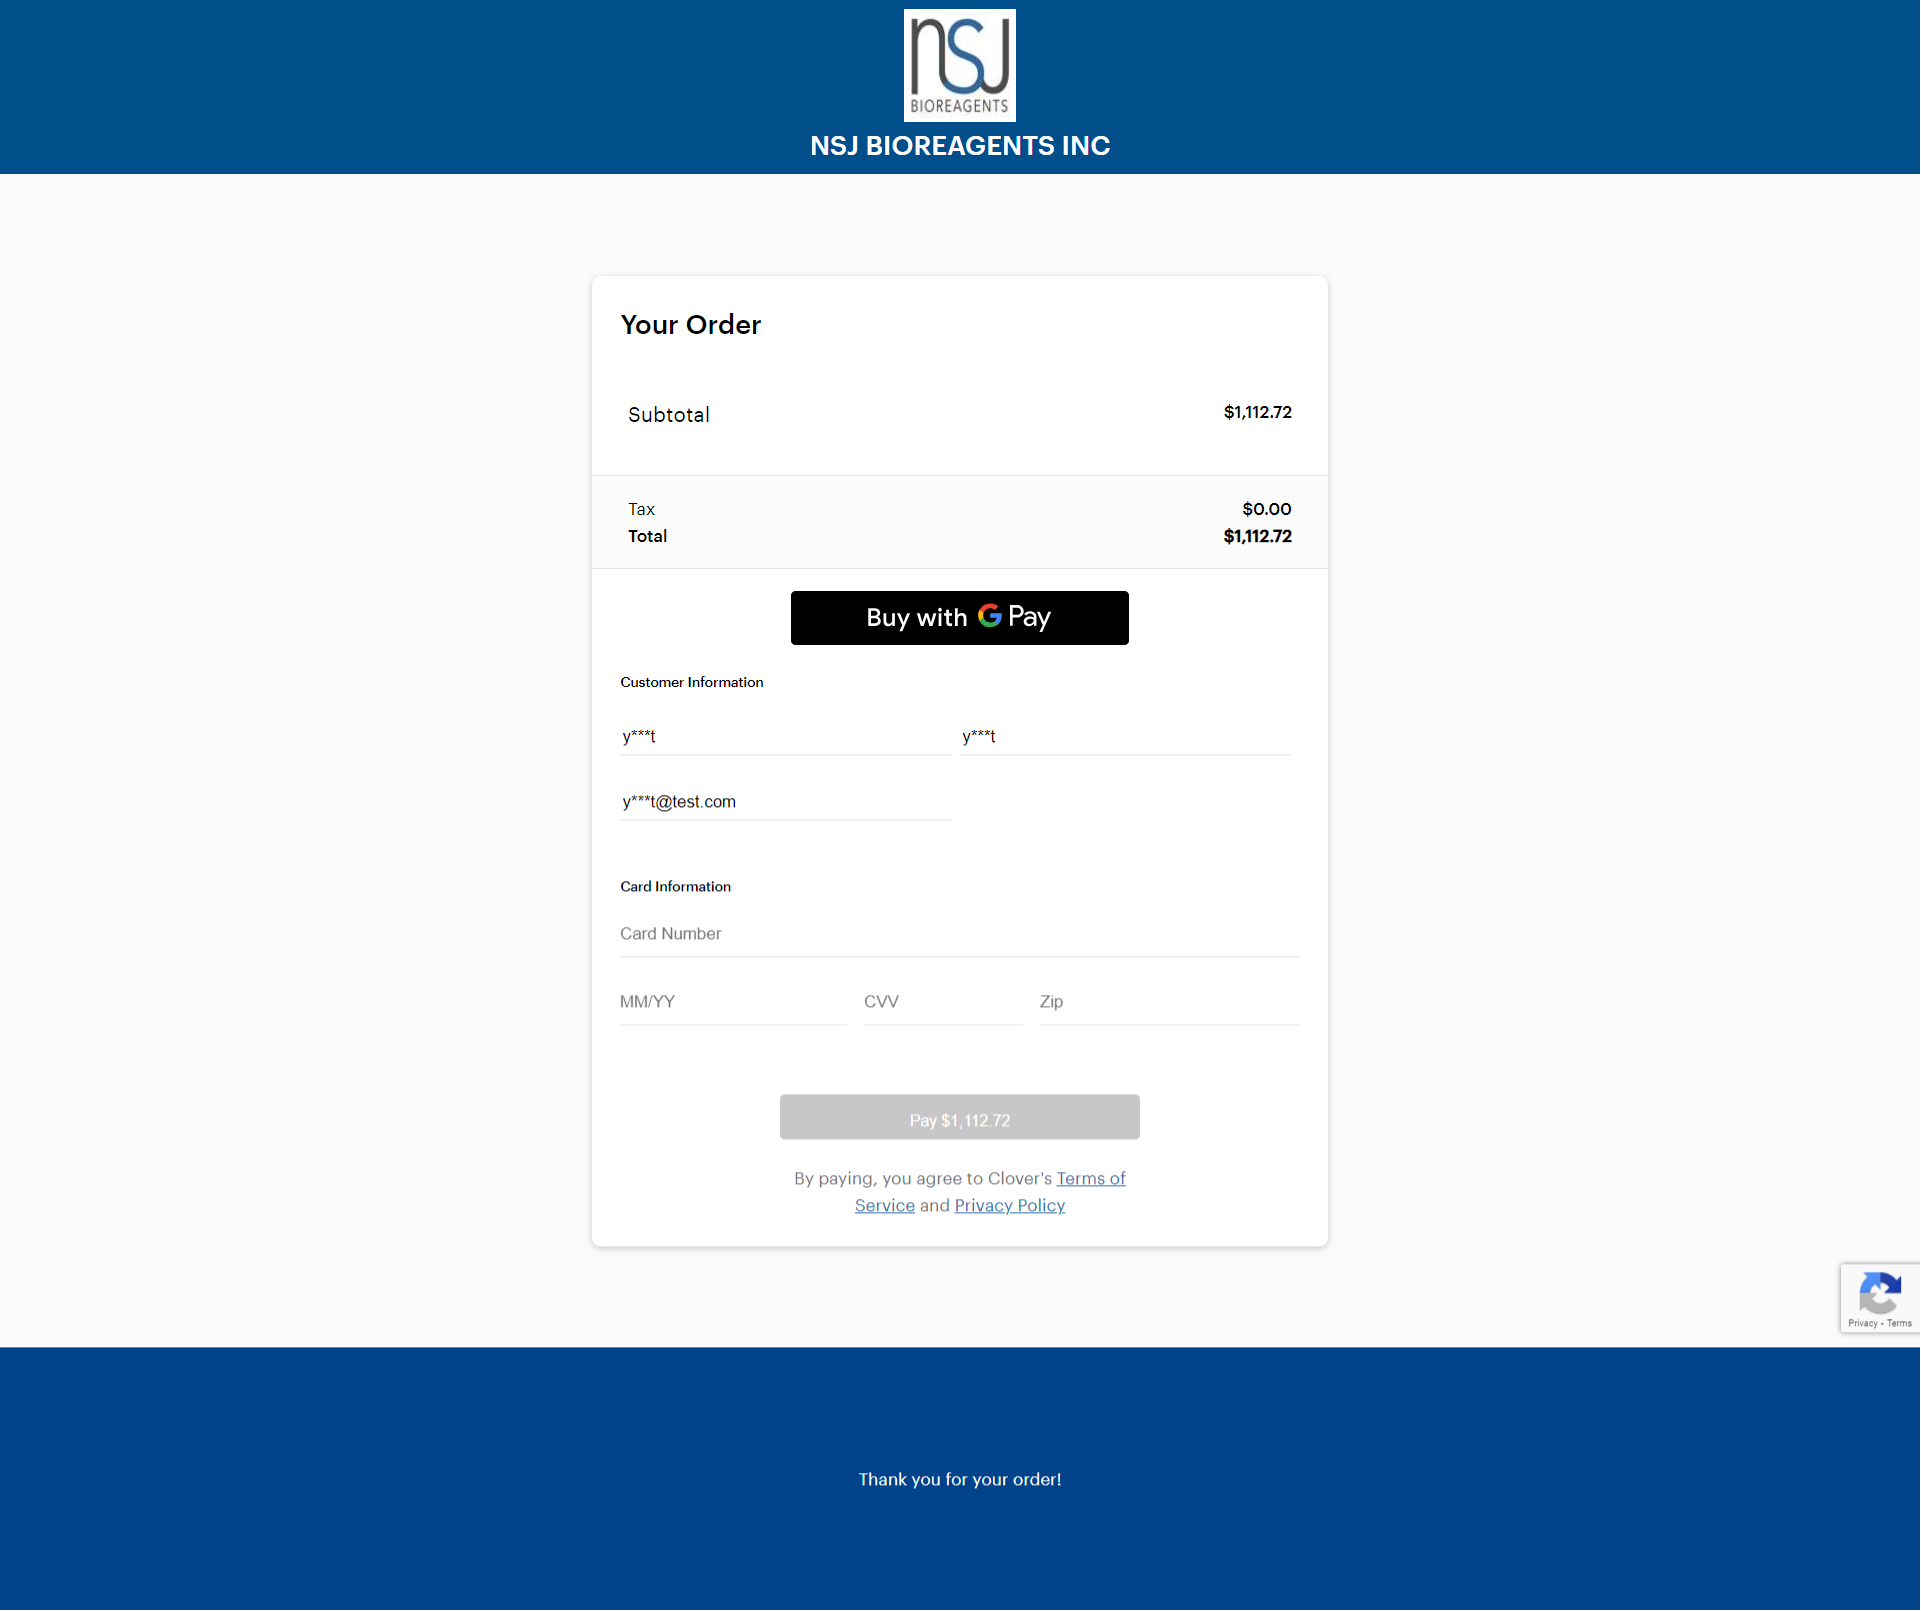 nsj
BIOREAGENTS
NSJ BIOREAGENTS INC
Your Order
Subtotal $1,112.72
Tax $0.00
Total $1,112.72
Buy with G Pay
Customer Information
y***t y***t
y***t@test.com
Card Information
Card Number
MM/YY CVV Zip
Pay $1,112.72
By paying, you agree to Clover's Terms of
Service and Privacy Policy
Privacy - Terms
Thank you for your order!